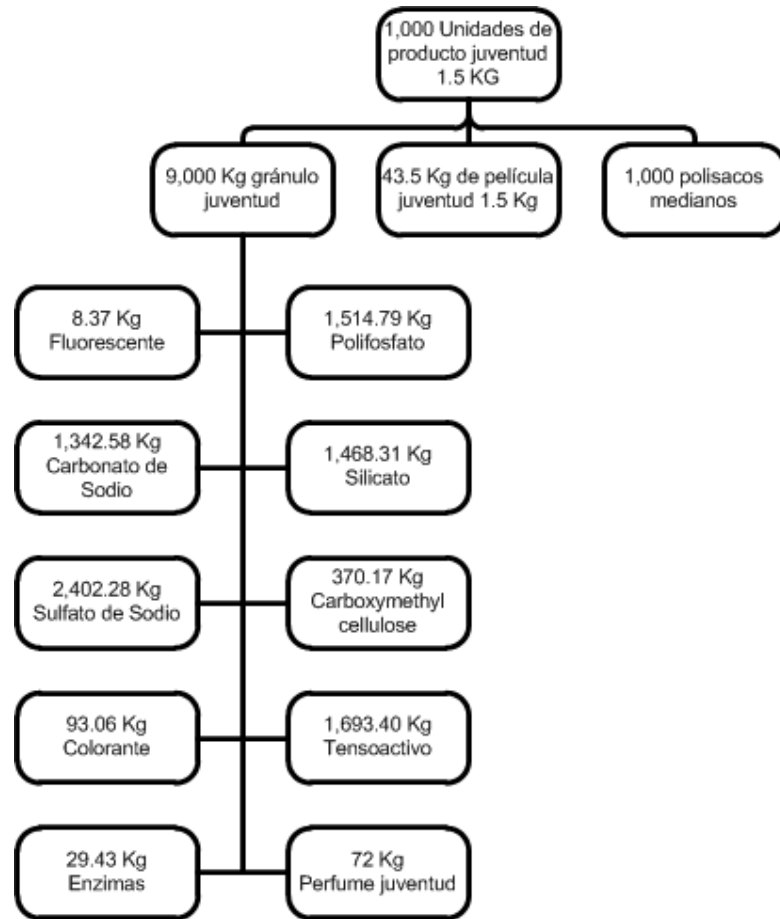 1,000 Unidades de
producto juventud
1.5 KG
9,000 Kg gránulo
juventud
43.5 Kg de película
juventud 1.5 Kg
1,000 polisacos
medianos
8.37 Kg
Fluorescente
1,514.79 Kg
Polifosfato
1,342.58 Kg
Carbonato de
Sodio
1,468.31 Kg
Silicato
2,402.28 Kg
Sulfato de Sodio
370.17 Kg
Carboxymethyl
cellulose
93.06 Kg
Colorante
1,693.40 Kg
Tensoactivo
29.43 Kg
Enzimas
72 Kg
Perfume juventud